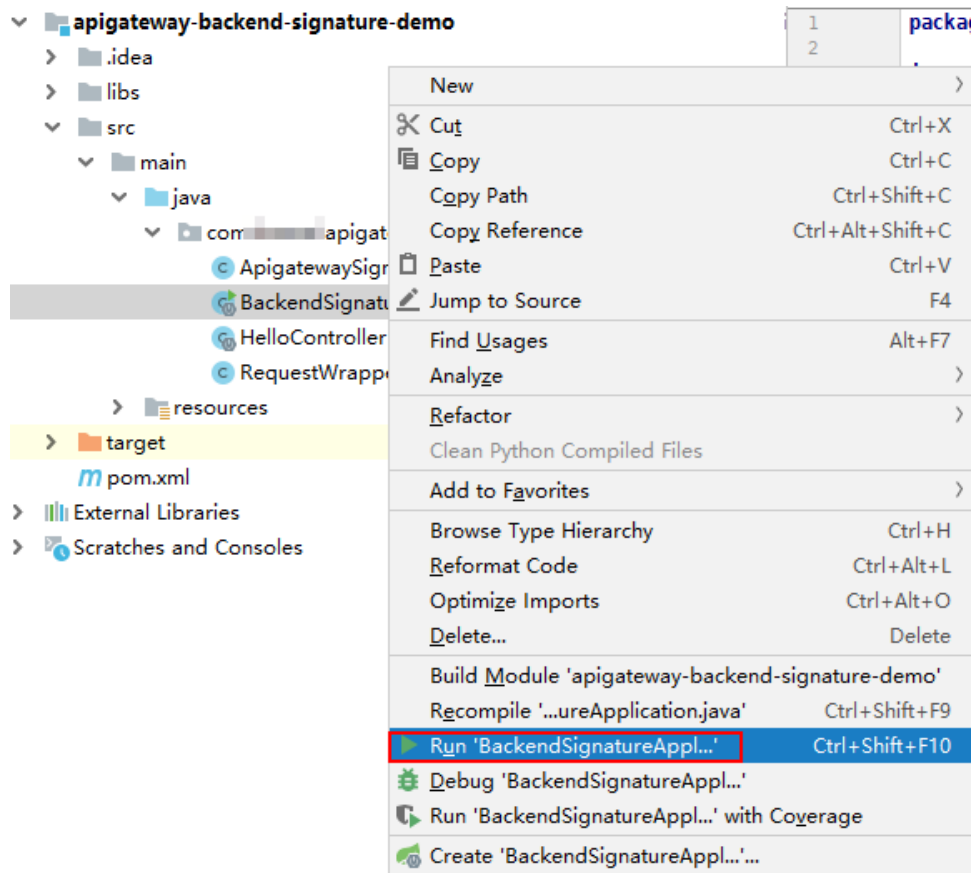 apigateway-backend-signature-demo
.idea
libs
src
main
java
com apigat
ApigatewaySigr
BackendSignatu
HelloController
RequestWrappe
resources
target
pom.xml
External Libraries
Scratches and Consoles
1 packag
2
New
Cut Ctrl+X
Copy Ctrl+C
Copy Path Ctrl+Shift+C
Copy Reference Ctrl+Alt+Shift+C
Paste Ctrl+V
Jump to Source F4
Find Usages Alt+F7
Analyze
Refactor
Clean Python Compiled Files
Add to Favorites
Browse Type Hierarchy Ctrl+H
Reformat Code Ctrl+Alt+L
Optimize Imports Ctrl+Alt+O
Delete... Delete
Build Module 'apigateway-backend-signature-demo'
Recompile '...ureApplication.java' Ctrl+Shift+F9
Run 'BackendSignatureAppl...' Ctrl+Shift+F10
Debug 'BackendSignatureAppl...'
Run 'BackendSignatureAppl...' with Coverage
Create 'BackendSignatureAppl...'...